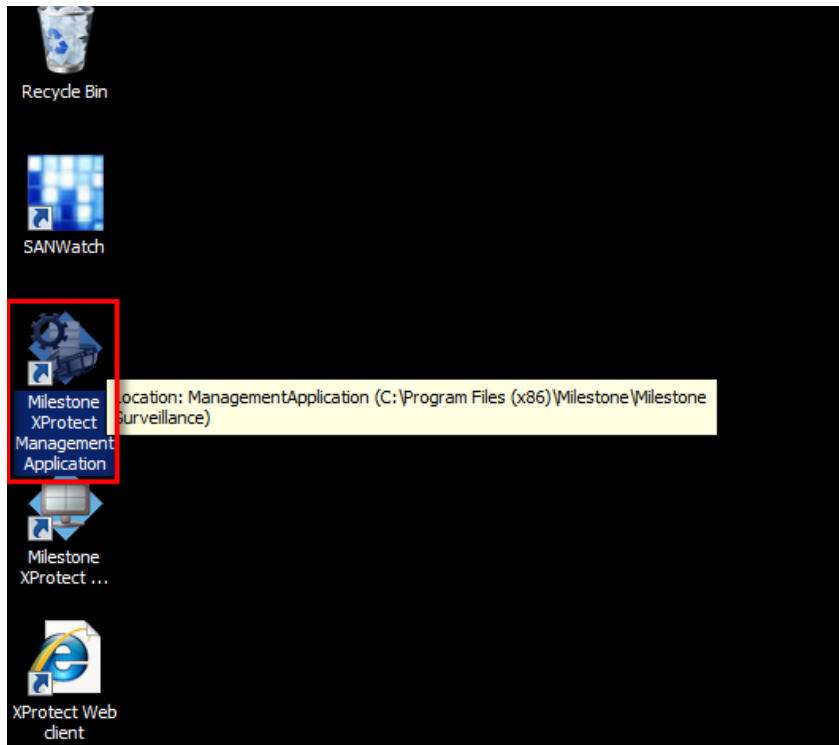 Recycle Bin
SANWatch
Milestone
XProtect
Management
Application
Location: ManagementApplication (C:\Program Files (x86)\Milestone\Milestone
Surveillance)
Milestone
XProtect ...
XProtect Web
client